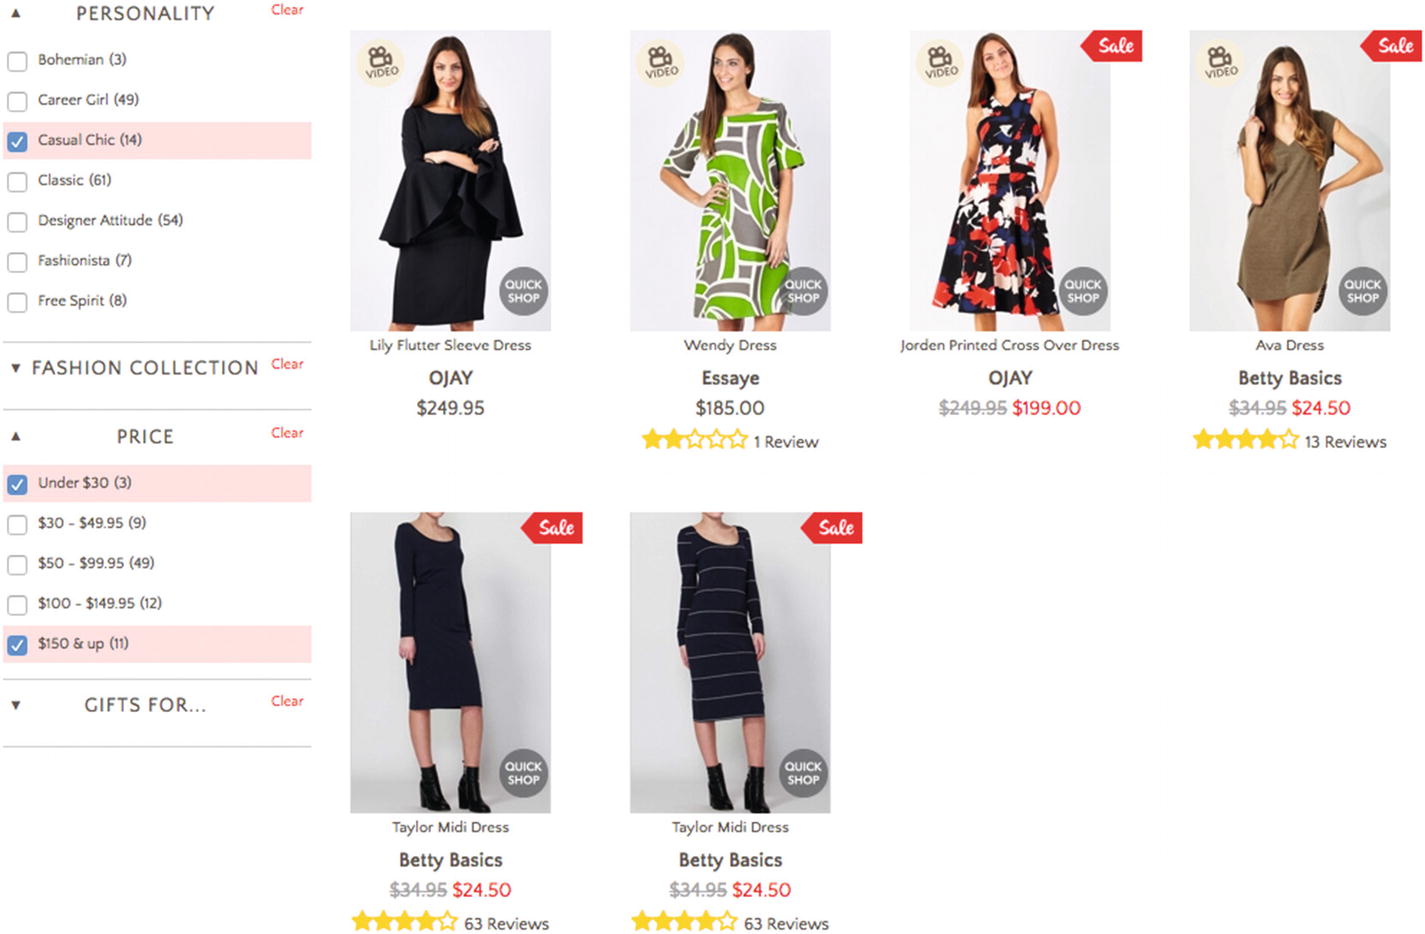 ▲ PERSONALITY Clear
Bohemian (3)
Career Girl (49)
Casual Chic (14)
Classic (61)
Designer Attitude (54)
Fashionista (7)
Free Spirit (8)
▼ FASHION COLLECTION Clear
▲ PRICE Clear
Under $30 (3)
$30 - $49.95 (9)
$50 - $99.95 (49)
$100 - $149.95 (12)
$150 & up (11)
▼ GIFTS FOR... Clear
VIDEO
QUICK
SHOP
Lily Flutter Sleeve Dress
OJAY
$249.95
VIDEO
QUICK
SHOP
Wendy Dress
Essaye
$185.00
1 Review
Sale
VIDEO
QUICK
SHOP
Jorden Printed Cross Over Dress
OJAY
$249.95 $199.00
Sale
VIDEO
QUICK
SHOP
Ava Dress
Betty Basics
$34.95 $24.50
13 Reviews
Sale
QUICK
SHOP
Taylor Midi Dress
Betty Basics
$34.95 $24.50
63 Reviews
Sale
QUICK
SHOP
Taylor Midi Dress
Betty Basics
$34.95 $24.50
63 Reviews